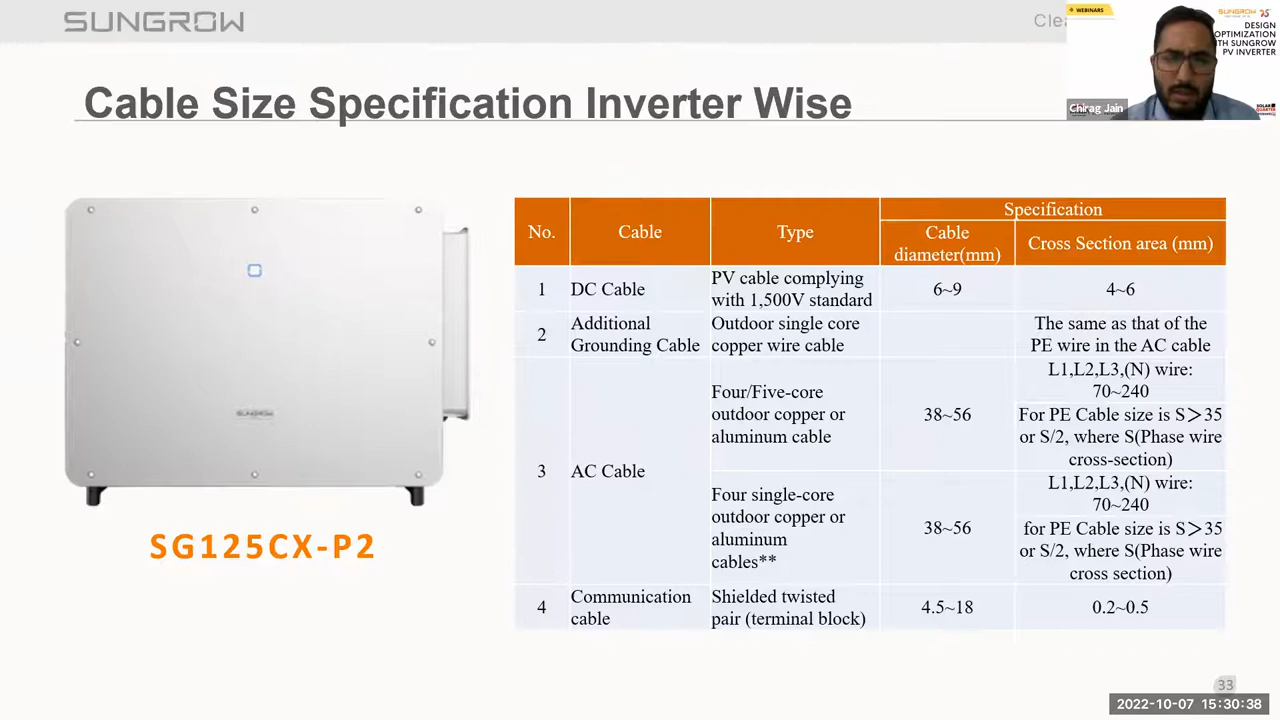 SUNGROW
Cle
WEBINARS
SUNGROW
DESIGN
OPTIMIZATION
TH SUNGROW
PV INVERTER
Chirag Jain
SOLAR
QUARTER
Cable Size Specification Inverter Wise
No.
Cable
Type
Specification
Cable
diameter(mm)
Cross Section area (mm)
1
DC Cable
PV cable complying
with 1,500V standard
6~9
4~6
2
Additional
Grounding Cable
Outdoor single core
copper wire cable
The same as that of the
PE wire in the AC cable
3
AC Cable
Four/Five-core
outdoor copper or
aluminum cable
38~56
L1,L2,L3,(N) wire:
70~240
For PE Cable size is S＞35
or S/2, where S(Phase wire
cross-section)
Four single-core
outdoor copper or
aluminum
cables**
38~56
L1,L2,L3,(N) wire:
70~240
for PE Cable size is S＞35
or S/2, where S(Phase wire
cross section)
4
Communication
cable
Shielded twisted
pair (terminal block)
4.5~18
0.2~0.5
SUNGROW
SG125CX-P2
33
2022-10-07 15:30:38